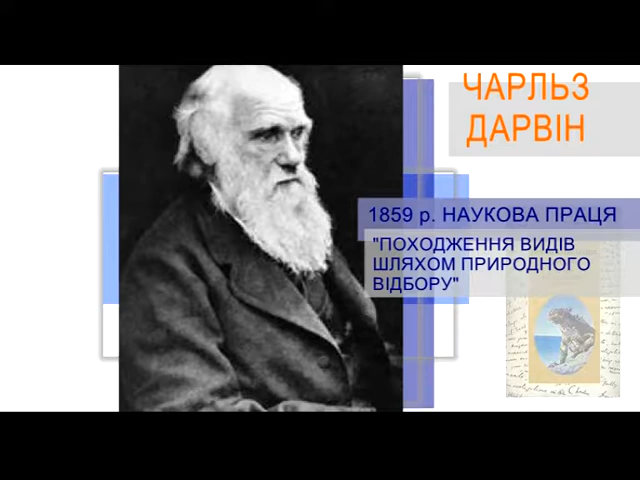 ЧАРЛЬЗ
ДАРВІН
1859 р. НАУКОВА ПРАЦЯ
"ПОХОДЖЕННЯ ВИДІВ
ШЛЯХОМ ПРИРОДНОГО
ВІДБОРУ"